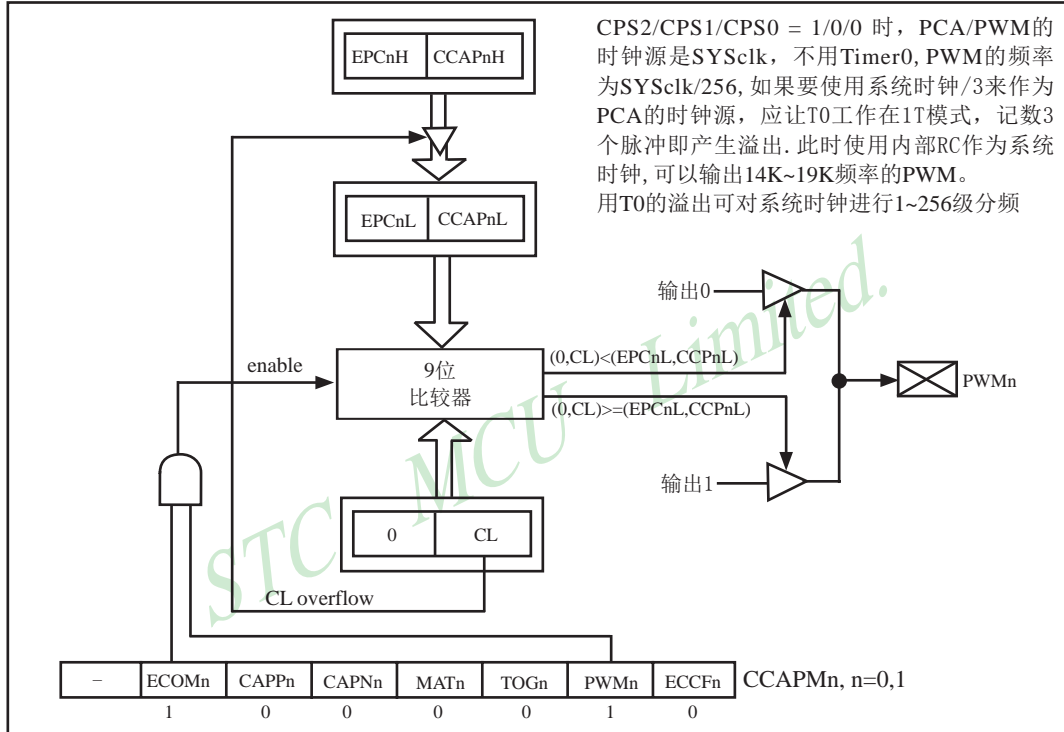 CPS2/CPS1/CPS0 = 1/0/0 时，PCA/PWM的
时钟源是SYSclk，不用Timer0, PWM的频率
为SYSclk/256, 如果要使用系统时钟/3来作为
PCA的时钟源，应让T0工作在1T模式，记数3
个脉冲即产生溢出. 此时使用内部RC作为系统
时钟, 可以输出14K~19K频率的PWM。
用T0的溢出可对系统时钟进行1~256级分频
EPCnH CCAPnH
EPCnL CCAPnL
输出0
enable
9位
比较器
(0,CL)<(EPCnL,CCPnL)
(0,CL)>=(EPCnL,CCPnL)
PWMn
输出1
0 CL
CL overflow
– ECOMn CAPPn CAPNn MATn TOGn PWMn ECCFn CCAPMn, n=0,1
1 0 0 0 0 1 0
STC MCU Limited.